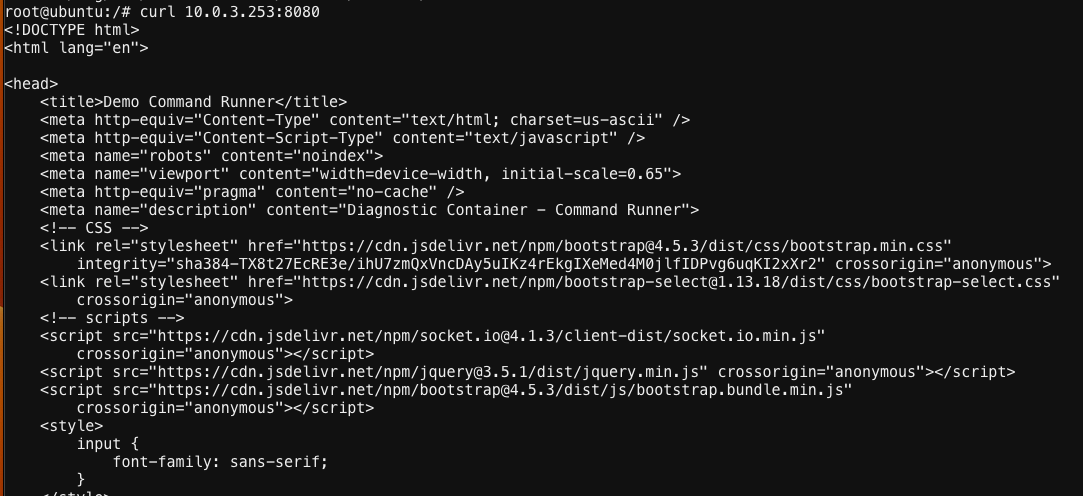 root@ubuntu:/# curl 10.0.3.253:8080
<!DOCTYPE html>
<html lang="en">
<head>
    <title>Demo Command Runner</title>
    <meta http-equiv="Content-Type" content="text/html; charset=us-ascii" />
    <meta http-equiv="Content-Script-Type" content="text/javascript" />
    <meta name="robots" content="noindex">
    <meta name="viewport" content="width=device-width, initial-scale=0.65">
    <meta http-equiv="pragma" content="no-cache" />
    <meta name="description" content="Diagnostic Container – Command Runner">
    <!-- CSS -->
    <link rel="stylesheet" href="https://cdn.jsdelivr.net/npm/bootstrap@4.5.3/dist/css/bootstrap.min.css"
        integrity="sha384-TX8t27EcRE3e/ihU7zmQxVncDAy5uIKz4rEkgIXeMed4M0jlfIDPvg6uqKI2xXr2" crossorigin="anonymous">
    <link rel="stylesheet" href="https://cdn.jsdelivr.net/npm/bootstrap-select@1.13.18/dist/css/bootstrap-select.css"
        crossorigin="anonymous">
    <!-- scripts -->
    <script src="https://cdn.jsdelivr.net/npm/socket.io@4.1.3/client-dist/socket.io.min.js"
        crossorigin="anonymous"></script>
    <script src="https://cdn.jsdelivr.net/npm/jquery@3.5.1/dist/jquery.min.js" crossorigin="anonymous"></script>
    <script src="https://cdn.jsdelivr.net/npm/bootstrap@4.5.3/dist/js/bootstrap.bundle.min.js"
        crossorigin="anonymous"></script>
    <style>
        input {
            font-family: sans-serif;
        }